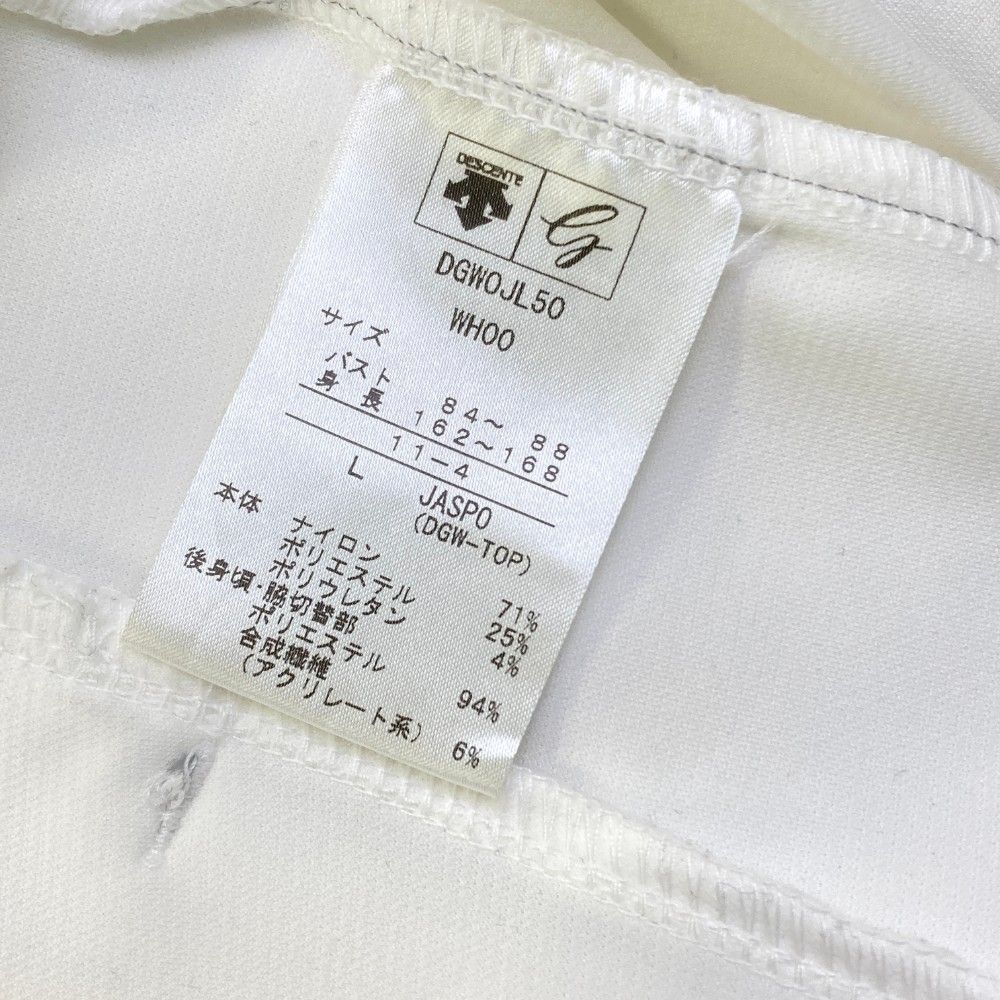 DESCENTE
G
DGW0JL50
WH00
サイズ
バスト 84～ 88
身 長 162～168
11-4
L JASPO
(DGW-TOP)
本体
ナイロン 71%
ポリエステル 25%
ポリウレタン 4%
後身頃・脇切替部
ポリエステル 94%
合成繊維
(アクリレート系) 6%